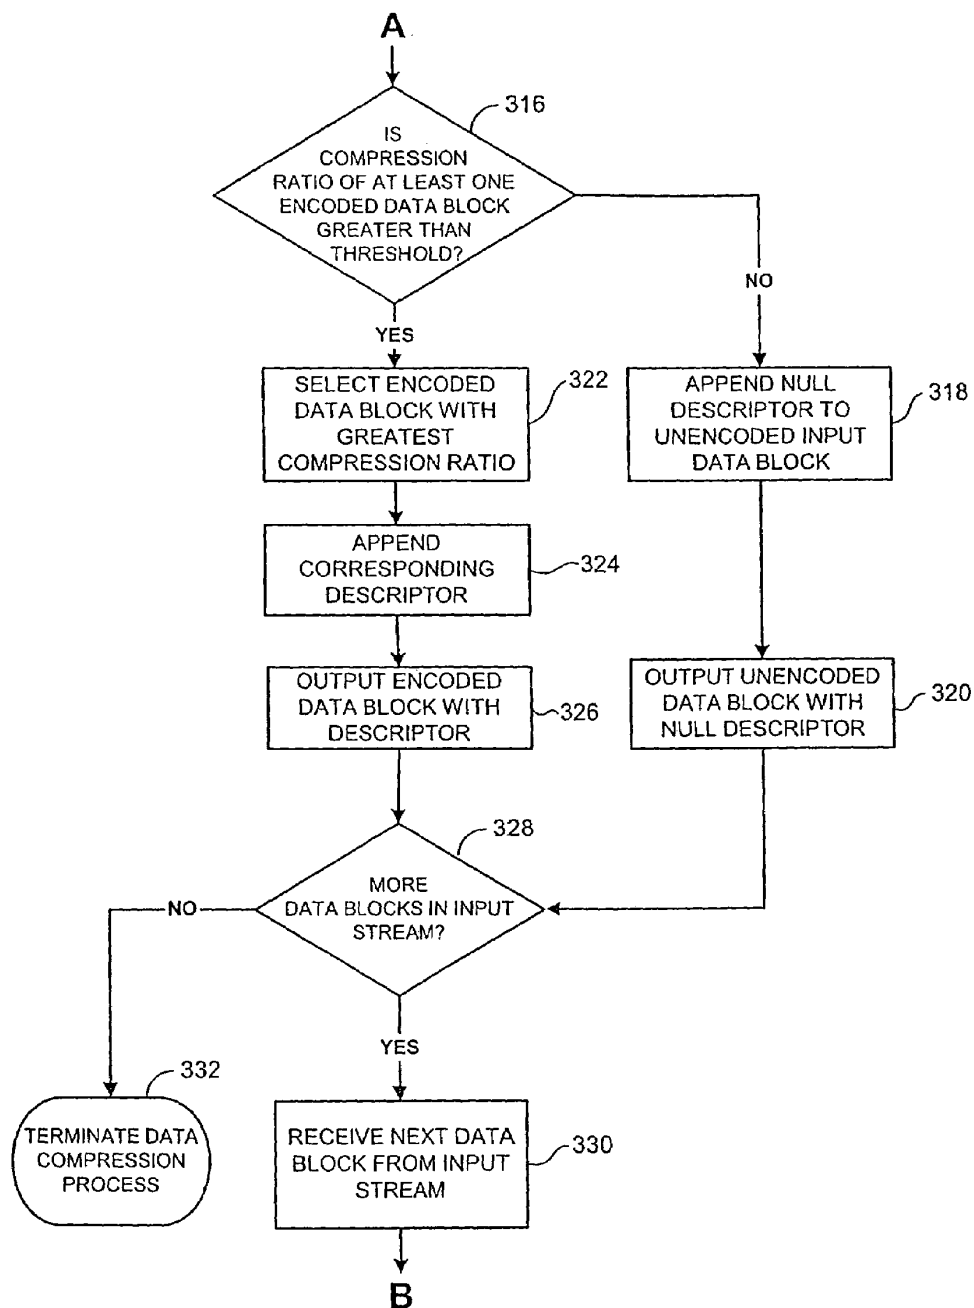 A
316
IS
COMPRESSION
RATIO OF AT LEAST ONE
ENCODED DATA BLOCK
GREATER THAN
THRESHOLD?
NO
YES
SELECT ENCODED
DATA BLOCK WITH
GREATEST
COMPRESSION RATIO
322
APPEND NULL
DESCRIPTOR TO
UNENCODED INPUT
DATA BLOCK
318
APPEND
CORRESPONDING
DESCRIPTOR
324
OUTPUT ENCODED
DATA BLOCK WITH
DESCRIPTOR
326
OUTPUT UNENCODED
DATA BLOCK WITH
NULL DESCRIPTOR
320
328
MORE
DATA BLOCKS IN INPUT
STREAM?
NO
YES
332
TERMINATE DATA
COMPRESSION
PROCESS
RECEIVE NEXT DATA
BLOCK FROM INPUT
STREAM
330
B